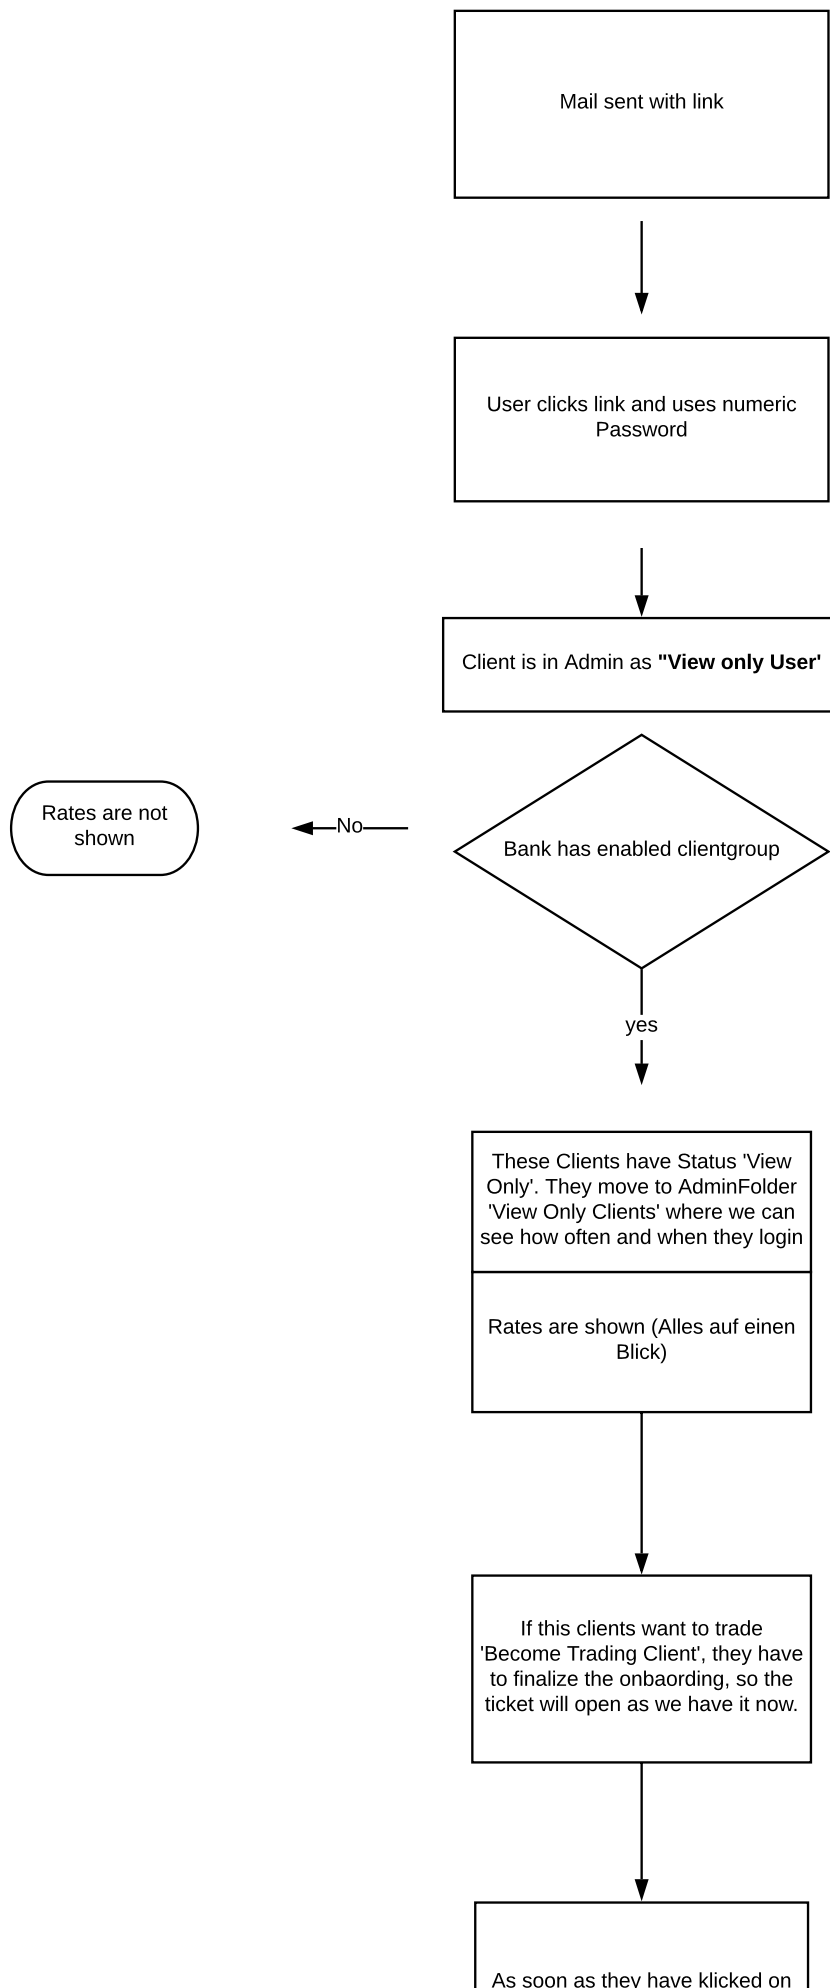 Mail sent with link
User clicks link and uses numeric
Password
Client is in Admin as "View only User'
Rates are not
shown
No
Bank has enabled clientgroup
yes
These Clients have Status 'View
Only'. They move to AdminFolder
'View Only Clients' where we can
see how often and when they login
Rates are shown (Alles auf einen
Blick)
If this clients want to trade
'Become Trading Client', they have
to finalize the onbaording, so the
ticket will open as we have it now.
As soon as they have klicked on